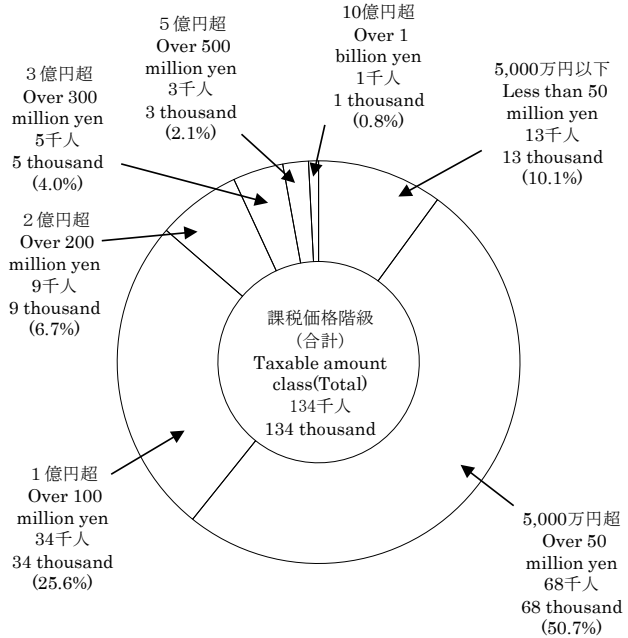 10億円超
Over 1
billion yen
1千人
1 thousand
(0.8%)
５億円超
Over 500
million yen
3千人
3 thousand
(2.1%)
３億円超
Over 300
million yen
5千人
5 thousand
(4.0%)
5,000万円以下
Less than 50
million yen
13千人
13 thousand
(10.1%)
２億円超
Over 200
million yen
9千人
9 thousand
(6.7%)
課税価格階級
(合計)
Taxable amount
class(Total)
134千人
134 thousand
１億円超
Over 100
million yen
34千人
34 thousand
(25.6%)
5,000万円超
Over 50
million yen
68千人
68 thousand
(50.7%)